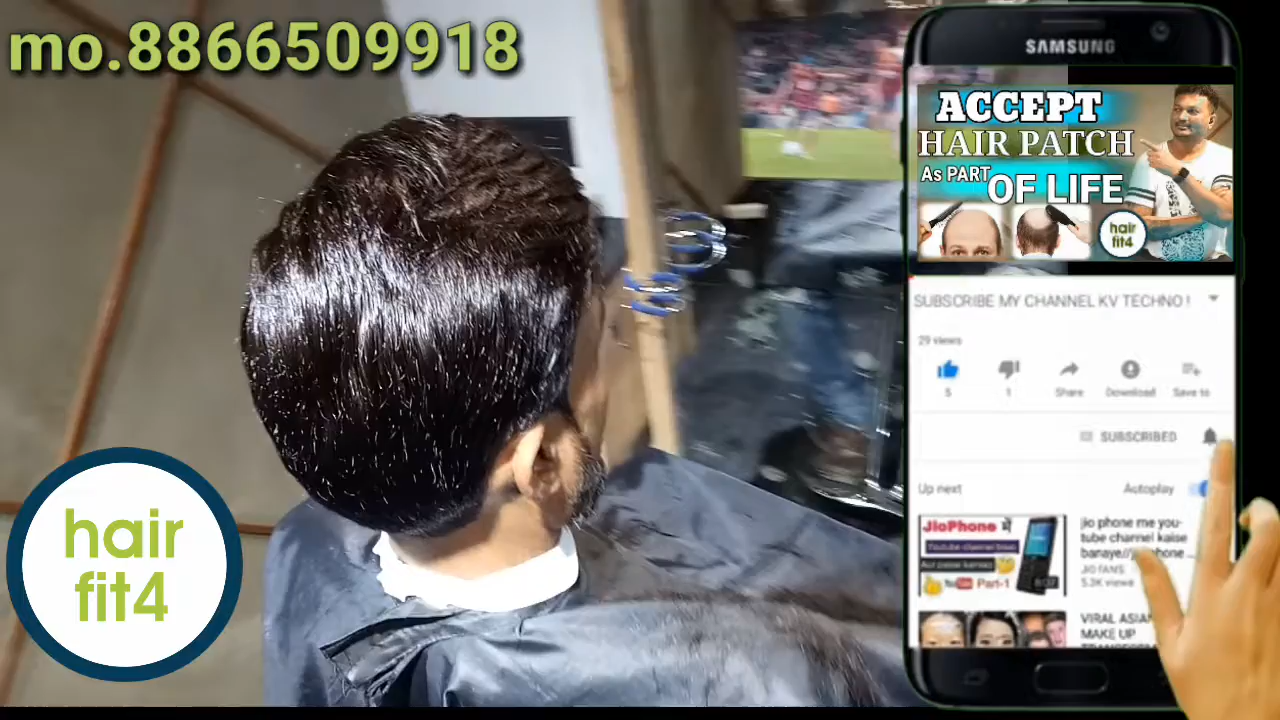 mo.8866509918
SAMSUNG
ACCEPT
HAIR PATCH
As PART OF LIFE
hair
fit4
SUBSCRIBE MY CHANNEL KV TECHNO !
29 views
5
1
Share
Download
Save to
SUBSCRIBED
Up next
Autoplay
JioPhone में
Part-1
jio phone me you-
tube channel kaise
banaye//
JIO FANS
5.3K views
VIRAL ASIAN
MAKE UP
hair
fit4